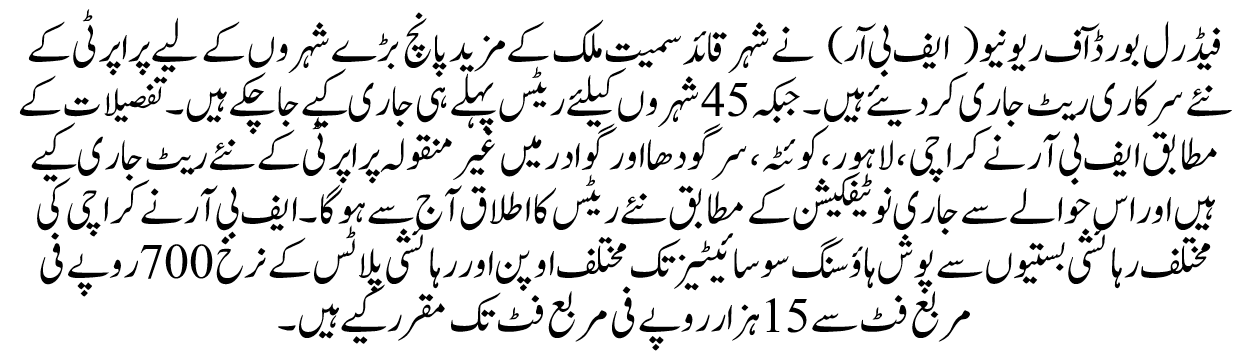 فیڈرل بورڈ آف ریونیو( ایف بی آر) نے شہر قائد سمیت ملک کے مزید پانچ بڑے شہروں کے لیے پراپرٹی کے
نئے سرکاری ریٹ جاری کر دیئے ہیں۔ جبکہ 45 شہروں کیلئے ریٹس پہلے ہی جاری کیے جا چکے ہیں۔ تفصیلات کے
مطابق ایف بی آر نے کراچی، لاہور، کوئٹہ، سرگودھا اور گوادر میں غیر منقولہ پراپرٹی کے نئے ریٹ جاری کیے
ہیں اور اس حوالے سے جاری نوٹیفکیشن کے مطابق نئے ریٹس کا اطلاق آج سے ہو گا۔ ایف بی آر نے کراچی کی
مختلف رہائشی بستیوں سے پوش ہاؤسنگ سوسائیٹیز تک مختلف اوپن اور رہائشی پلاٹس کے نرخ 700 روپے فی
مربع فٹ سے 15 ہزار روپے فی مربع فٹ تک مقرر کیے ہیں۔